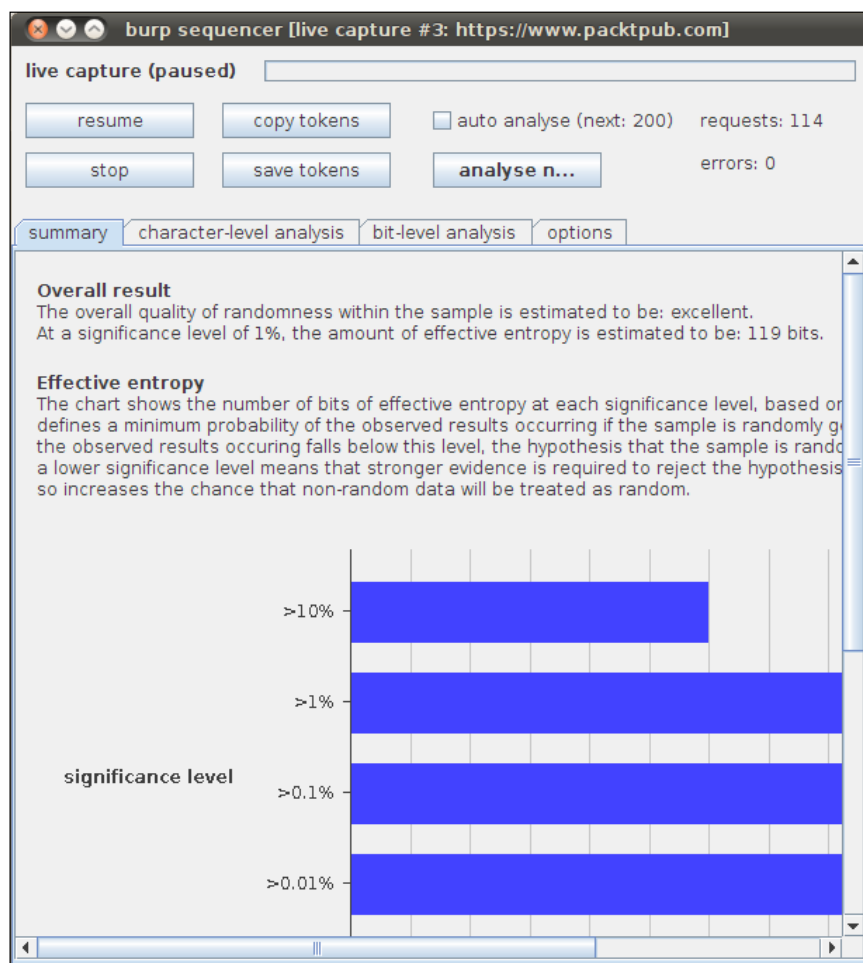 burp sequencer [live capture #3: https://www.packtpub.com]
live capture (paused)
resume copy tokens auto analyse (next: 200) requests: 114
stop save tokens analyse n... errors: 0
summary character-level analysis bit-level analysis options
Overall result
The overall quality of randomness within the sample is estimated to be: excellent.
At a significance level of 1%, the amount of effective entropy is estimated to be: 119 bits.
Effective entropy
The chart shows the number of bits of effective entropy at each significance level, based on
defines a minimum probability of the observed results occurring if the sample is randomly
the observed results occuring falls below this level, the hypothesis that the sample is
a lower significance level means that stronger evidence is required to reject the hypothesis
so increases the chance that non-random data will be treated as random.
>10%
>1%
significance level
>0.1%
>0.01%